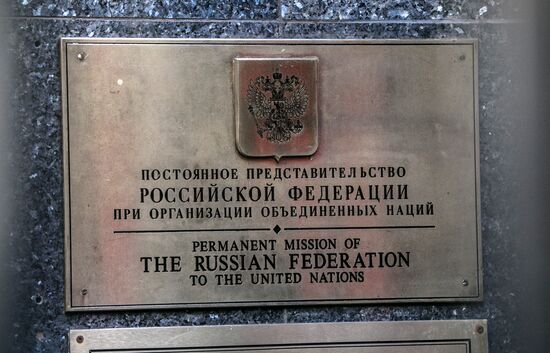 ПОСТОЯННОЕ ПРЕДСТАВИТЕЛЬСТВО
РОССИЙСКОЙ ФЕДЕРАЦИИ
ПРИ ОРГАНИЗАЦИИ ОБЪЕДИНЕННЫХ НАЦИЙ
PERMANENT MISSION OF
THE RUSSIAN FEDERATION
TO THE UNITED NATIONS